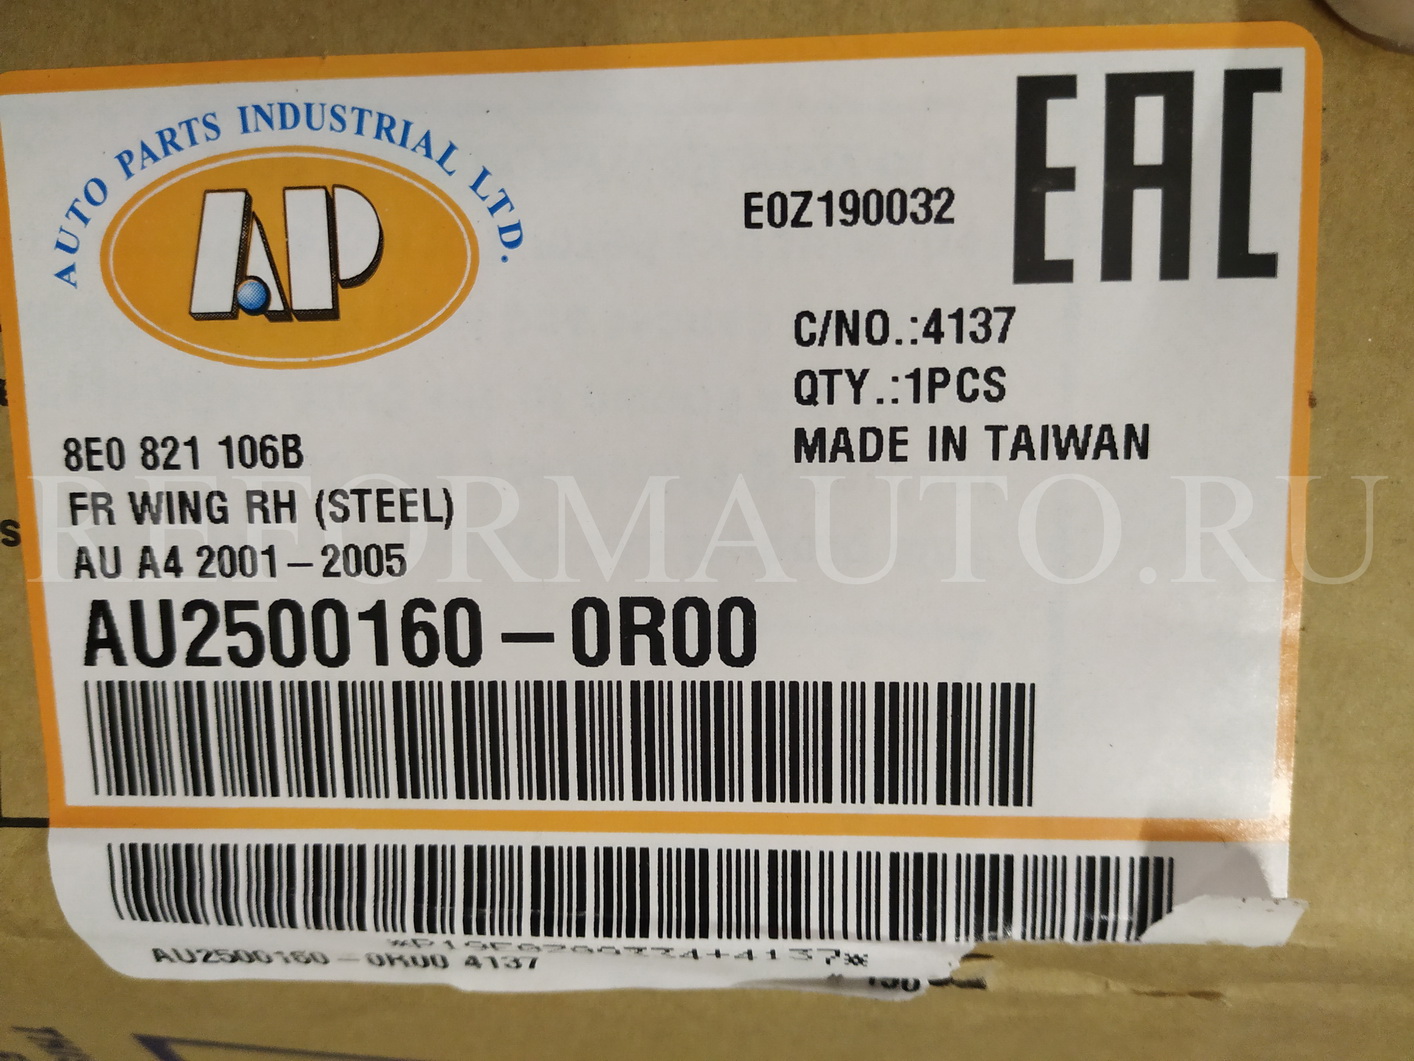 AUTO PARTS INDUSTRIAL LTD.
AP
EAC
E0Z190032
C/NO.:4137
QTY.:1PCS
MADE IN TAIWAN
8E0 821 106B
FR WING RH (STEEL)
AU A4 2001-2005
REFORMAUTO.RU
AU2500160-0R00
AU2500160-0R00 4137